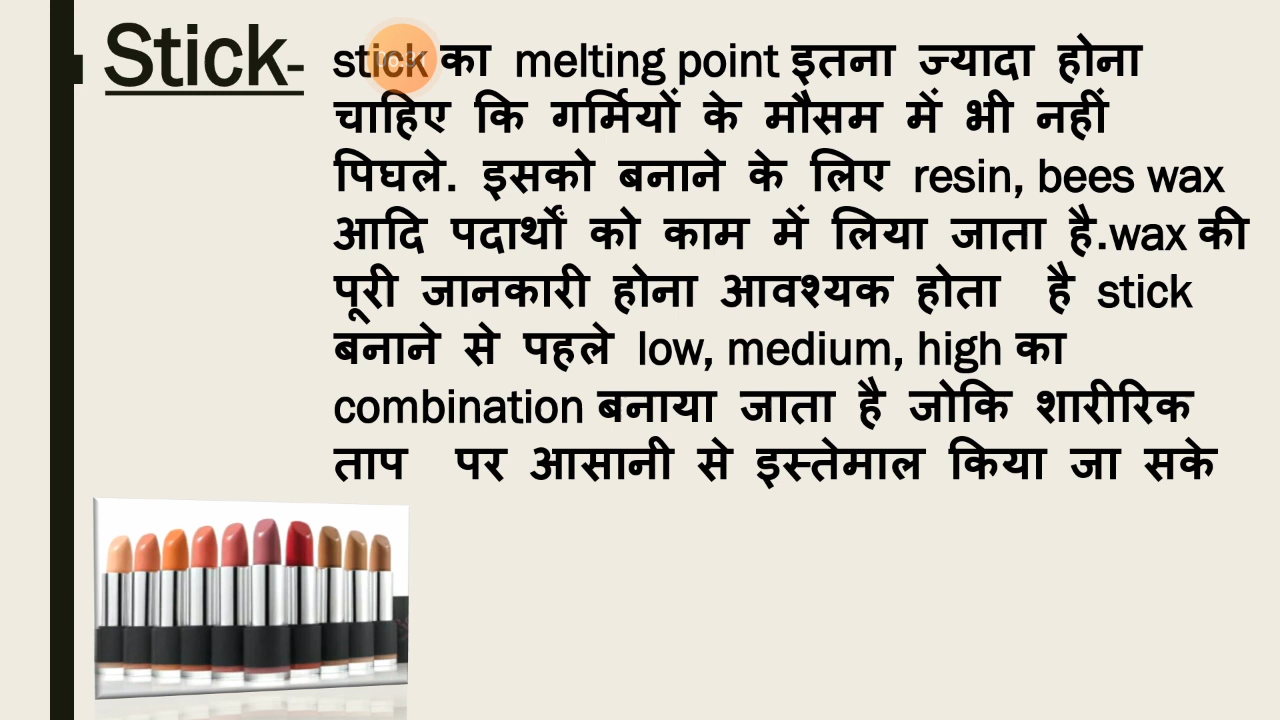 Stick-
stick का melting point इतना ज्यादा होना
चाहिए कि गर्मियों के मौसम में भी नहीं
पिघले. इसको बनाने के लिए resin, bees wax
आदि पदार्थों को काम में लिया जाता है.wax की
पूरी जानकारी होना आवश्यक होता है stick
बनाने से पहले low, medium, high का
combination बनाया जाता है जोकि शारीरिक
ताप पर आसानी से इस्तेमाल किया जा सके